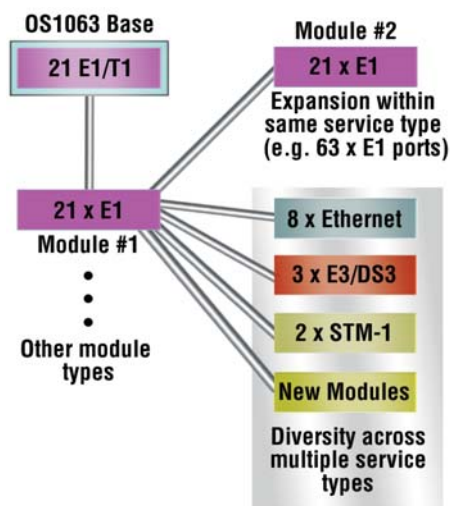 OS1063 Base
21 E1/T1
21 x E1
Module #1
Other module
types
Module #2
21 x E1
Expansion within
same service type
(e.g. 63 x E1 ports)
8 x Ethernet
3 x E3/DS3
2 x STM-1
New Modules
Diversity across
multiple service
types